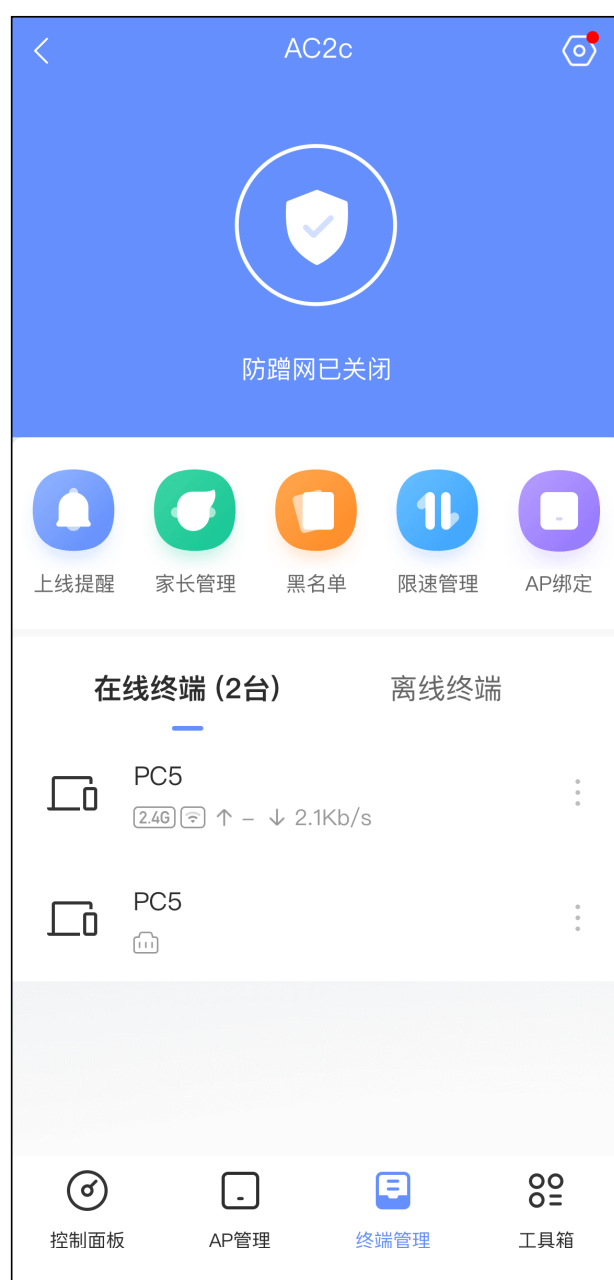 AC2c
防蹭网已关闭
上线提醒 家长管理 黑名单 限速管理 AP绑定
在线终端 (2台) 离线终端
PC5
2.4G ↑ – ↓ 2.1Kb/s
PC5
控制面板 AP管理 终端管理 工具箱